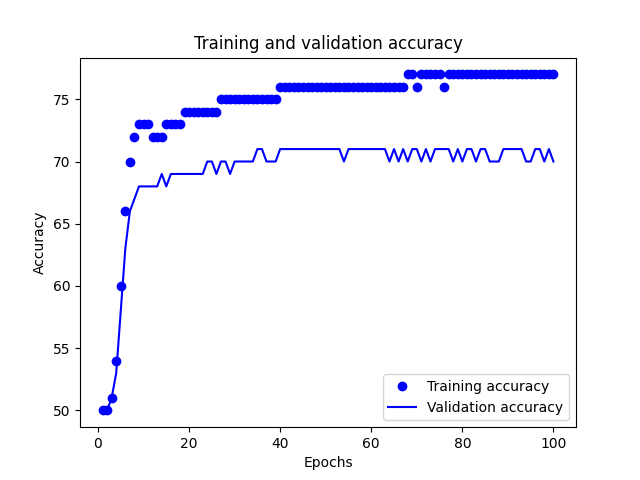 Training and validation accuracy
Accuracy
75
70
65
60
55
50
0 20 40 60 80 100
Epochs
Training accuracy
Validation accuracy